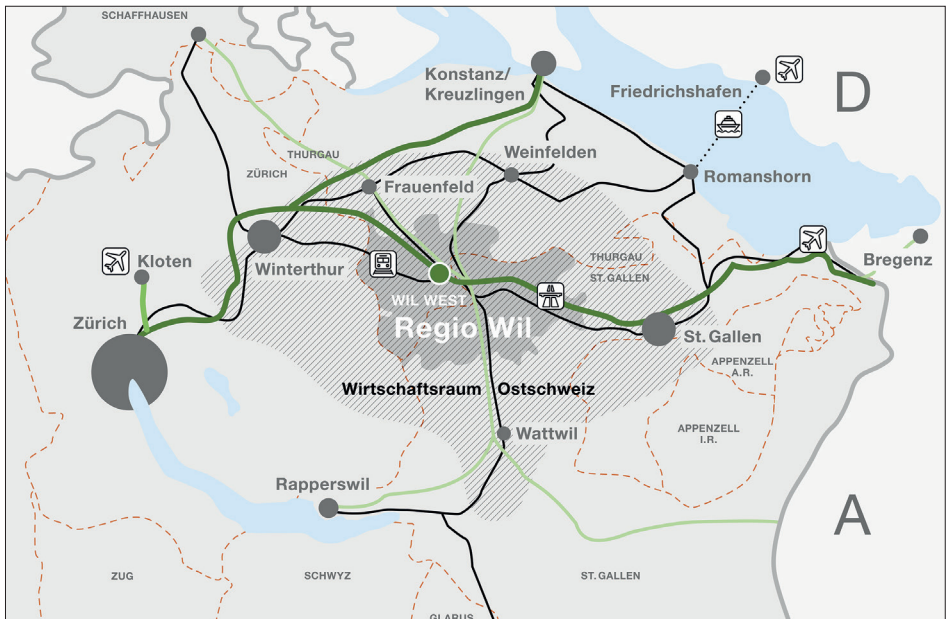 SCHAFFHAUSEN
Konstanz/
Kreuzlingen
Friedrichshafen
D
THURGAU
ZÜRICH
Weinfelden
Frauenfeld
Romanshorn
Kloten
Winterthur
THURGAU
ST. GALLEN
Bregenz
WIL WEST
Regio Wil
Zürich
St. Gallen
APPENZELL
A.R.
Wirtschaftsraum Ostschweiz
APPENZELL
I.R.
Wattwil
Rapperswil
A
ZUG
SCHWYZ
ST. GALLEN
GLARUS